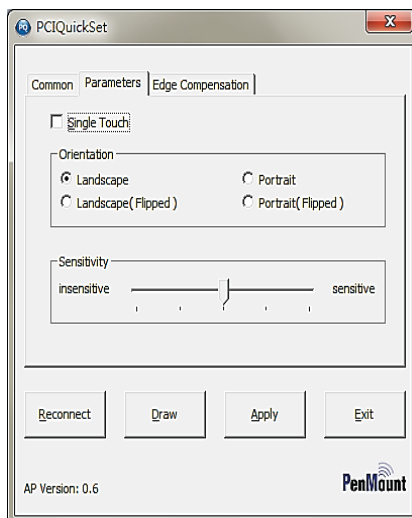 PQ PCIQuickSet
Common Parameters Edge Compensation
Single Touch
Orientation
Landscape Portrait
Landscape( Flipped ) Portrait( Flipped )
Sensitivity
insensitive sensitive
Reconnect Draw Apply Exit
AP Version: 0.6 PenMount